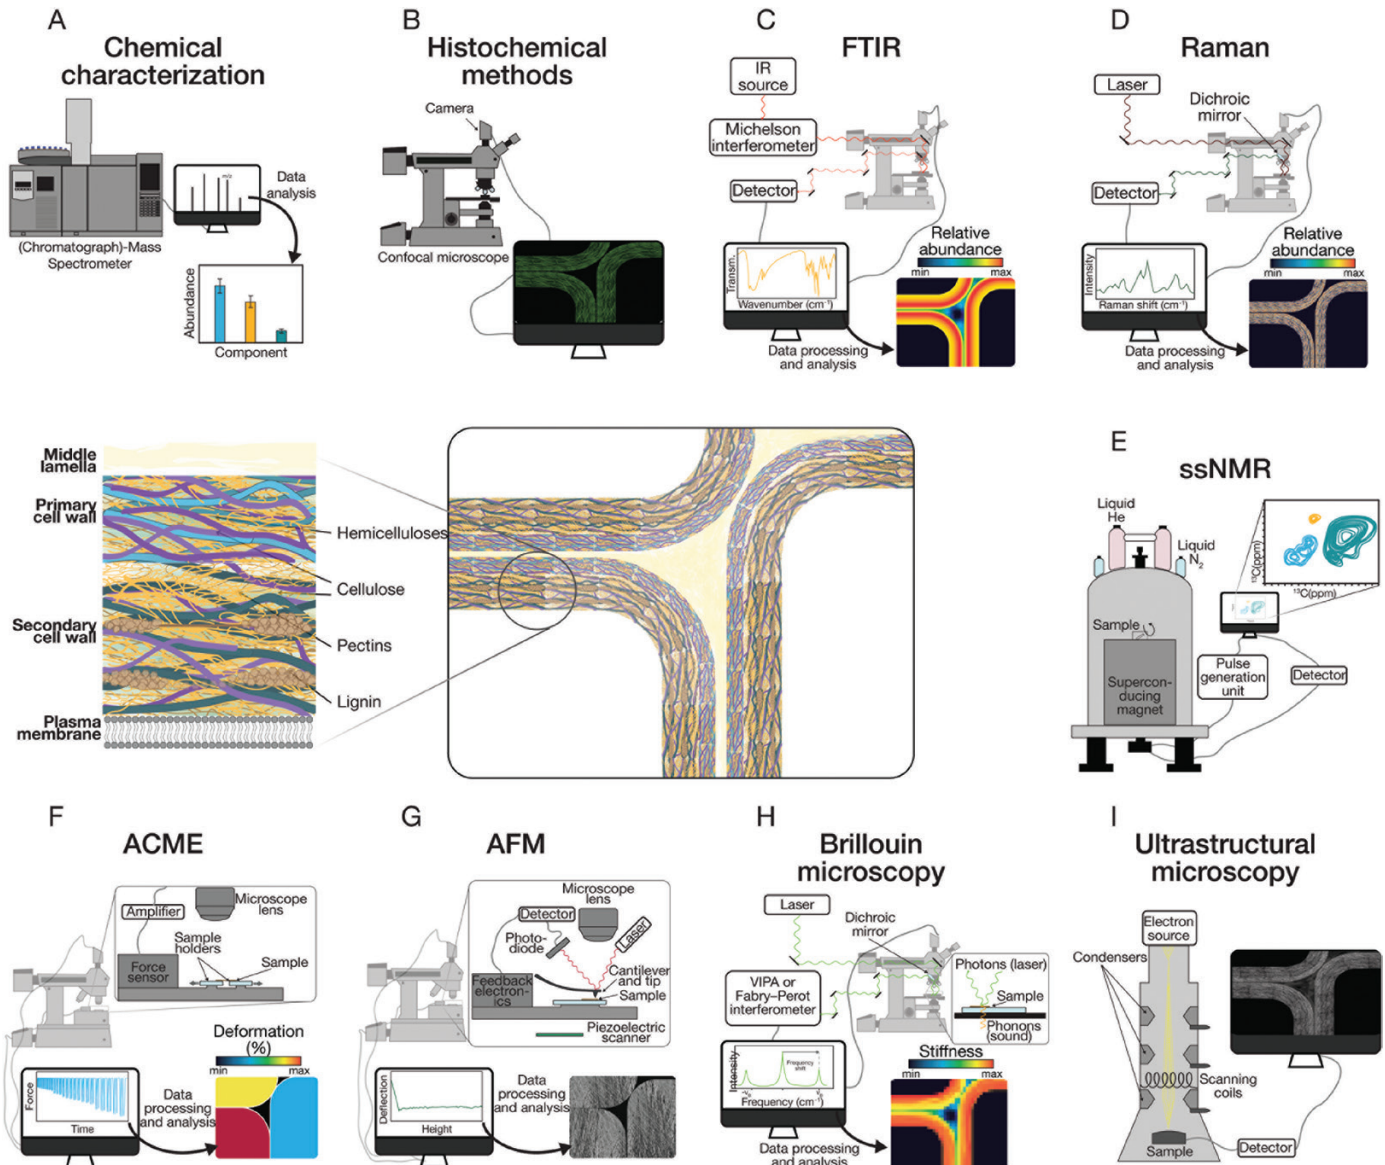 A
Chemical
characterization
m/z
Data
analysis
(Chromatograph)-Mass
Spectrometer
Abundance
Component
B
Histochemical
methods
Camera
Confocal microscope
C
FTIR
IR
source
Michelson
interferometer
Detector
Transm.
Wavenumber (cm⁻¹)
Relative
abundance
min max
Data processing
and analysis
D
Raman
Laser
Dichroic
mirror
Detector
Intensity
Raman shift (cm⁻¹)
Relative
abundance
min max
Data processing
and analysis
Middle
lamella
Primary
cell wall
Secondary
cell wall
Plasma
membrane
Hemicelluloses
Cellulose
Pectins
Lignin
E
ssNMR
Liquid
He
Liquid
N₂
¹³C(ppm)
¹³C(ppm)
Sample
Supercon-
ducing
magnet
Pulse
generation
unit
Detector
F
ACME
Amplifier
Microscope
lens
Sample
holders
Sample
Force
sensor
Deformation
(%)
min max
Force
Time
Data
processing
and analysis
G
AFM
Microscope
lens
Detector
Photo-
diode
Laser
Cantilever
and tip
Sample
Feedback
electron-
ics
Piezoelectric
scanner
Deflection
Height
Data
processing
and analysis
H
Brillouin
microscopy
Laser
Dichroic
mirror
VIPA or
Fabry–Perot
interferometer
Photons (laser)
Sample
Phonons
(sound)
Intensity
Frequency
shift
Frequency (cm⁻¹)
Stiffness
min max
Data processing
and analysis
I
Ultrastructural
microscopy
Electron
source
Condensers
Scanning
coils
Sample
Detector